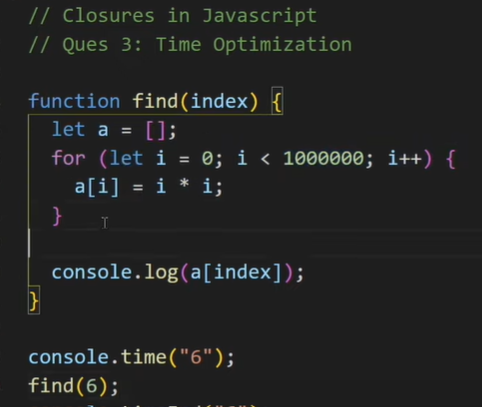 // Closures in Javascript
// Ques 3: Time Optimization
function find(index) {
let a = [];
for (let i = 0; i < 1000000; i++) {
a[i] = i * i;
}
console.log(a[index]);
}
console.time("6");
find(6);